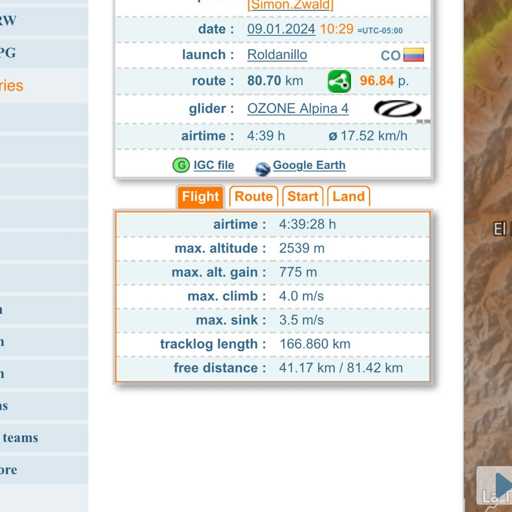 [Simon.Zwald]
RW
date : 09.01.2024 10:29 =UTC-05:00
PG
launch : Roldanillo CO
ries
route : 80.70 km 96.84 p.
glider : OZONE Alpina 4
airtime : 4:39 h ø 17.52 km/h
G IGC file Google Earth
Flight Route Start Land
airtime : 4:39:28 h
max. altitude : 2539 m
El
max. alt. gain : 775 m
max. climb : 4.0 m/s
max. sink : 3.5 m/s
tracklog length : 166.860 km
free distance : 41.17 km / 81.42 km
ns
teams
ore